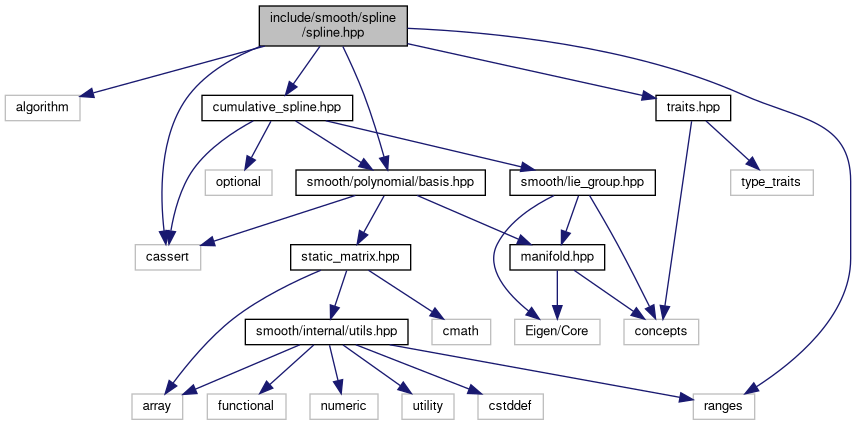 include/smooth/spline
/spline.hpp
algorithm
cumulative_spline.hpp
traits.hpp
optional
smooth/polynomial/basis.hpp
smooth/lie_group.hpp
type_traits
cassert
static_matrix.hpp
manifold.hpp
smooth/internal/utils.hpp
cmath
Eigen/Core
concepts
array
functional
numeric
utility
cstddef
ranges